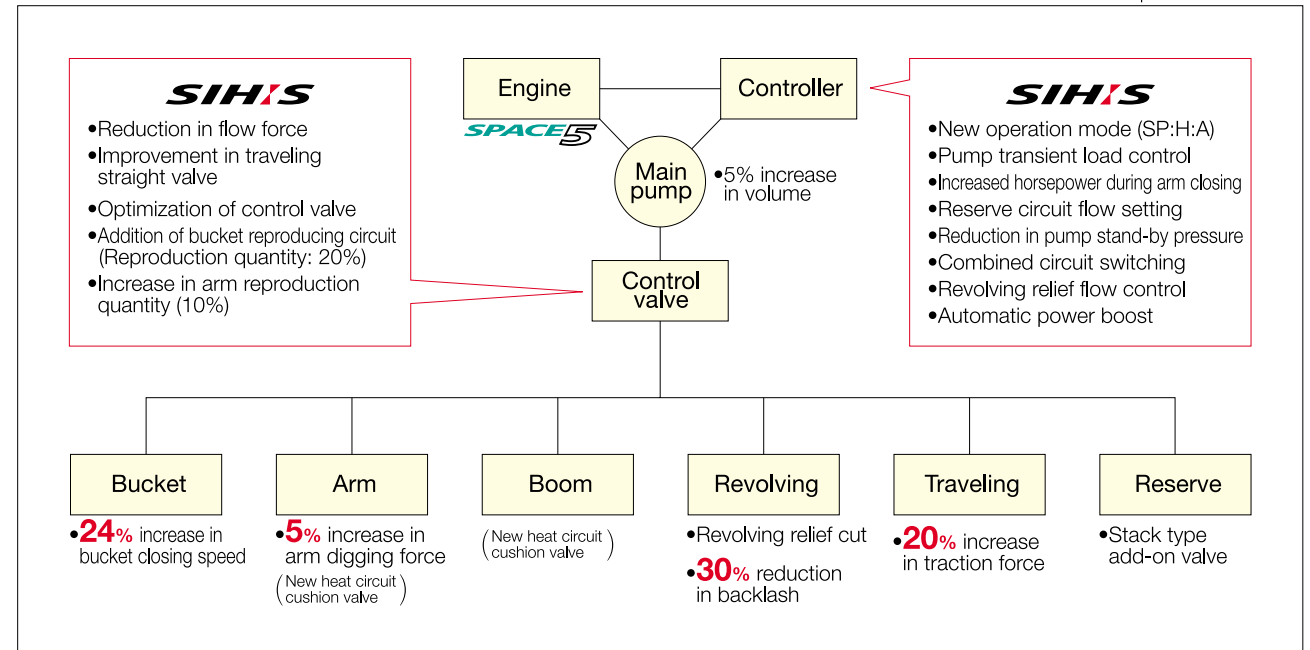 SIH:S
•Reduction in flow force
•Improvement in traveling
straight valve
•Optimization of control valve
•Addition of bucket reproducing circuit
(Reproduction quantity: 20%)
•Increase in arm reproduction
quantity (10%)
Engine
SPACE5
Controller
Main
pump
•5% increase
in volume
Control
valve
SIH:S
•New operation mode (SP:H:A)
•Pump transient load control
•Increased horsepower during arm closing
•Reserve circuit flow setting
•Reduction in pump stand-by pressure
•Combined circuit switching
•Revolving relief flow control
•Automatic power boost
Bucket
•24% increase in
bucket closing speed
Arm
•5% increase in
arm digging force
(New heat circuit
cushion valve)
Boom
(New heat circuit
cushion valve)
Revolving
•Revolving relief cut
•30% reduction
in backlash
Traveling
•20% increase
in traction force
Reserve
•Stack type
add-on valve